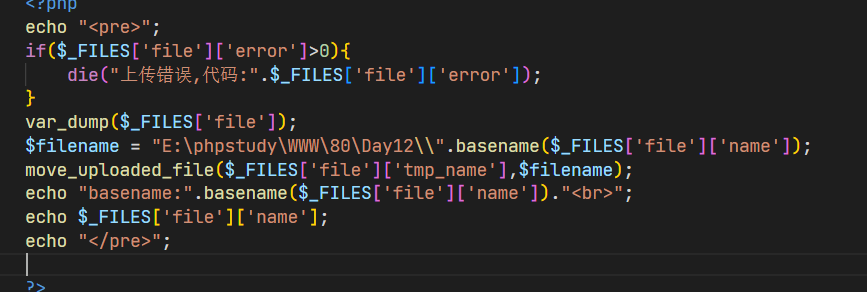 <?php
echo "<pre>";
if($_FILES['file']['error']>0){
    die("上传错误,代码:".$_FILES['file']['error']);
}
var_dump($_FILES['file']);
$filename = "E:\phpstudy\WWW\80\Day12\\".basename($_FILES['file']['name']);
move_uploaded_file($_FILES['file']['tmp_name'],$filename);
echo "basename:".basename($_FILES['file']['name'])."<br>";
echo $_FILES['file']['name'];
echo "</pre>";
?>